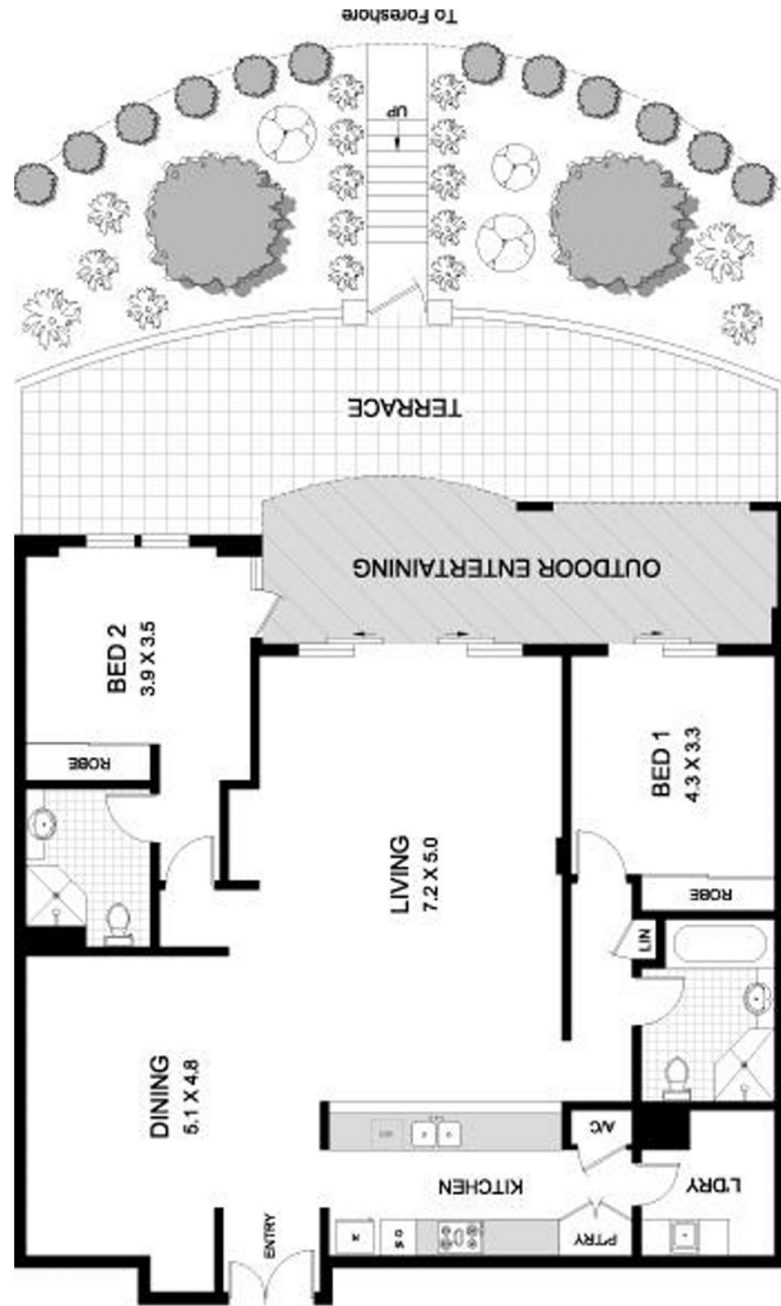 To Foreshore
UP
TERRACE
OUTDOOR ENTERTAINING
BED 2
3.9 X 3.5
ROBE
LIVING
7.2 X 5.0
BED 1
4.3 X 3.3
ROBE
LIN
DINING
5.1 X 4.8
A/C
KITCHEN
L'DRY
ENTRY
P'TRY